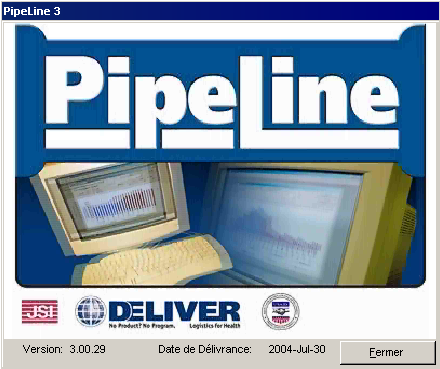 PipeLine 3
PipeLine
JSI
DELIVER
No Product? No Program. Logistics for Health
Version: 3.00.29 Date de Délivrance: 2004-Jul-30 Fermer